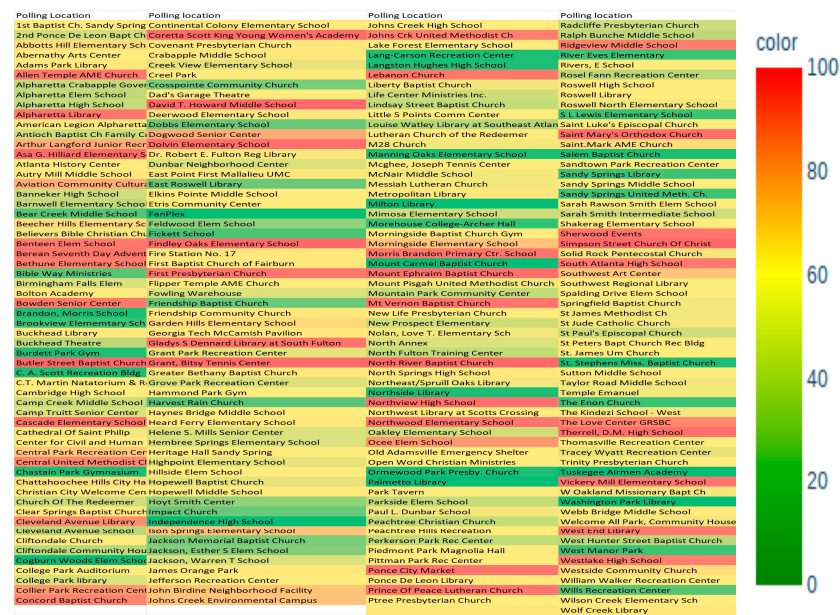 Polling Location
1st Baptist Ch. Sandy Spring
2nd Ponce De Leon Bapt Ch
Abbotts Hill Elementary Sch
Abernathy Arts Center
Adams Park Library
Allen Temple AME Church
Alpharetta Crabapple Gover
Alpharetta Elem School
Alpharetta High School
Alpharetta Library
American Legion Alpharetta
Antioch Baptist Ch Family C
Arthur Langford Junior Recr
Asa G. Hilliard Elementary S
Atlanta History Center
Autry Mill Middle School
Aviation Community Cultura
Banneker High School
Barnwell Elementary Schoo
Bear Creek Middle School
Beecher Hills Elementary Sc
Believers Bible Christian Chu
Benteen Elem School
Berean Seventh Day Advent
Bethune Elementary School
Bible Way Ministries
Birmingham Falls Elem
Bolton Academy
Bowden Senior Center
Brandon, Morris School
Brookview Elementary Sch
Buckhead Library
Buckhead Theatre
Burdett Park Gym
Butler Street Baptist Church
C. A. Scott Recreation Bldg
C.T. Martin Natatorium & R
Cambridge High School
Camp Creek Middle School
Camp Truitt Senior Center
Cascade Elementary School
Cathedral Of Saint Philip
Center for Civil and Human
Central Park Recreation Cer
Central United Methodist Cl
Chastain Park Gymnasium
Chattahoochee Hills City Ha
Christian City Welcome Cen
Church Of The Redeemer
Clear Springs Baptist Church
Cleveland Avenue Library
Cleveland Avenue School
Cliftondale Church
Cliftondale Community Hou
Cogburn Woods Elem Schoo
College Park Auditorium
College Park library
Collier Park Recreation Cent
Concord Baptist Church
Polling location
Continental Colony Elementary School
Coretta Scott King Young Women's Academy
Covenant Presbyterian Church
Crabapple Middle School
Creek View Elementary School
Creel Park
Crosspointe Community Church
Dad's Garage Theatre
David T. Howard Middle School
Deerwood Elementary School
Dobbs Elementary School
Dogwood Senior Center
Dolvin Elementary School
Dr. Robert E. Fulton Reg Library
Dunbar Neighborhood Center
East Point First Mallalieu UMC
East Roswell Library
Elkins Pointe Middle School
Etris Community Center
FanPlex
Feldwood Elem School
Fickett School
Findley Oaks Elementary School
Fire Station No. 17
First Baptist Church of Fairburn
First Presbyterian Church
Flipper Temple AME Church
Fowling Warehouse
Friendship Baptist Church
Friendship Community Church
Garden Hills Elementary School
Georgia Tech McCamish Pavilion
Gladys S Dennard Library at South Fulton
Grant Park Recreation Center
Grant, Bitsy Tennis Center
Greater Bethany Baptist Church
Grove Park Recreation Center
Hammond Park Gym
Harvest Rain Church
Haynes Bridge Middle School
Heard Ferry Elementary School
Helene S. Mills Senior Center
Hembree Springs Elementary School
Heritage Hall Sandy Spring
Highpoint Elementary School
Hillside Elem School
Hopewell Baptist Church
Hopewell Middle School
Hoyt Smith Center
Impact Church
Independence High School
Ison Springs Elementary School
Jackson Memorial Baptist Church
Jackson, Esther S Elem School
Jackson, Warren T School
James Orange Park
Jefferson Recreation Center
John Birdine Neighborhood Facility
Johns Creek Environmental Campus
Polling Location
Johns Creek High School
Johns Crk United Methodist Ch
Lake Forest Elementary School
Lang-Carson Recreation Center
Langston Hughes High School
Lebanon Church
Liberty Baptist Church
Life Center Ministries Inc.
Lindsay Street Baptist Church
Little 5 Points Comm Center
Louise Watley Library at Southeast Atlan
Lutheran Church of the Redeemer
M28 Church
Manning Oaks Elementary School
Mcghee, Joseph Tennis Center
McNair Middle School
Messiah Lutheran Church
Metropolitan Library
Milton Library
Mimosa Elementary School
Morehouse College-Archer Hall
Morningside Baptist Church Gym
Morningside Elementary School
Morris Brandon Primary Ctr. School
Mount Carmel Baptist Church
Mount Ephraim Baptist Church
Mount Pisgah United Methodist Church
Mountain Park Community Center
Mt Vernon Baptist Church
New Life Presbyterian Church
New Prospect Elementary
Nolan, Love T. Elementary Sch
North Annex
North Fulton Training Center
North River Baptist Church
North Springs High School
Northeast/Spruill Oaks Library
Northside Library
Northview High School
Northwest Library at Scotts Crossing
Northwood Elementary School
Oakley Elementary School
Ocee Elem School
Old Adamsville Emergency Shelter
Open Word Christian Ministries
Ormewood Park Presby. Church
Palmetto Library
Park Tavern
Parkside Elem School
Paul L. Dunbar School
Peachtree Christian Church
Peachtree Hills Recreation
Perkerson Park Rec Center
Piedmont Park Magnolia Hall
Pittman Park Rec Center
Ponce City Market
Ponce De Leon Library
Prince Of Peace Lutheran Church
Ptree Presbyterian Church
Polling location
Radcliffe Presbyterian Church
Ralph Bunche Middle School
Ridgeview Middle School
River Eves Elementary
Rivers, E School
Rosel Fann Recreation Center
Roswell High School
Roswell Library
Roswell North Elementary School
S L Lewis Elementary School
Saint Luke's Episcopal Church
Saint Mary's Orthodox Church
Saint.Mark AME Church
Salem Baptist Church
Sandtown Park Recreation Center
Sandy Springs Library
Sandy Springs Middle School
Sandy Springs United Meth. Ch.
Sarah Rawson Smith Elem School
Sarah Smith Intermediate School
Shakerag Elementary School
Sherwood Events
Simpson Street Church Of Christ
Solid Rock Pentecostal Church
South Atlanta High School
Southwest Art Center
Southwest Regional Library
Spalding Drive Elem School
Springfield Baptist Church
St James Methodist Ch
St Jude Catholic Church
St Paul's Episcopal Church
St Peters Bapt Church Rec Bldg
St. James Um Church
St. Stephens Miss. Baptist Church
Sutton Middle School
Taylor Road Middle School
Temple Emanuel
The Enon Church
The Kindezi School - West
The Love Center GRSBC
Therrell, D.M. High School
Thomasville Recreation Center
Tracey Wyatt Recreation Center
Trinity Presbyterian Church
Tuskegee Airmen Academy
Vickery Mill Elementary School
W Oakland Missionary Bapt Ch
Washington Park Library
Webb Bridge Middle School
Welcome All Park, Community House
West End Library
West Hunter Street Baptist Church
West Manor Park
Westlake High School
Westside Community Church
William Walker Recreation Center
Wills Recreation Center
Wilson Creek Elementary Sch
Wolf Creek Library
color
100
80
60
40
20
0